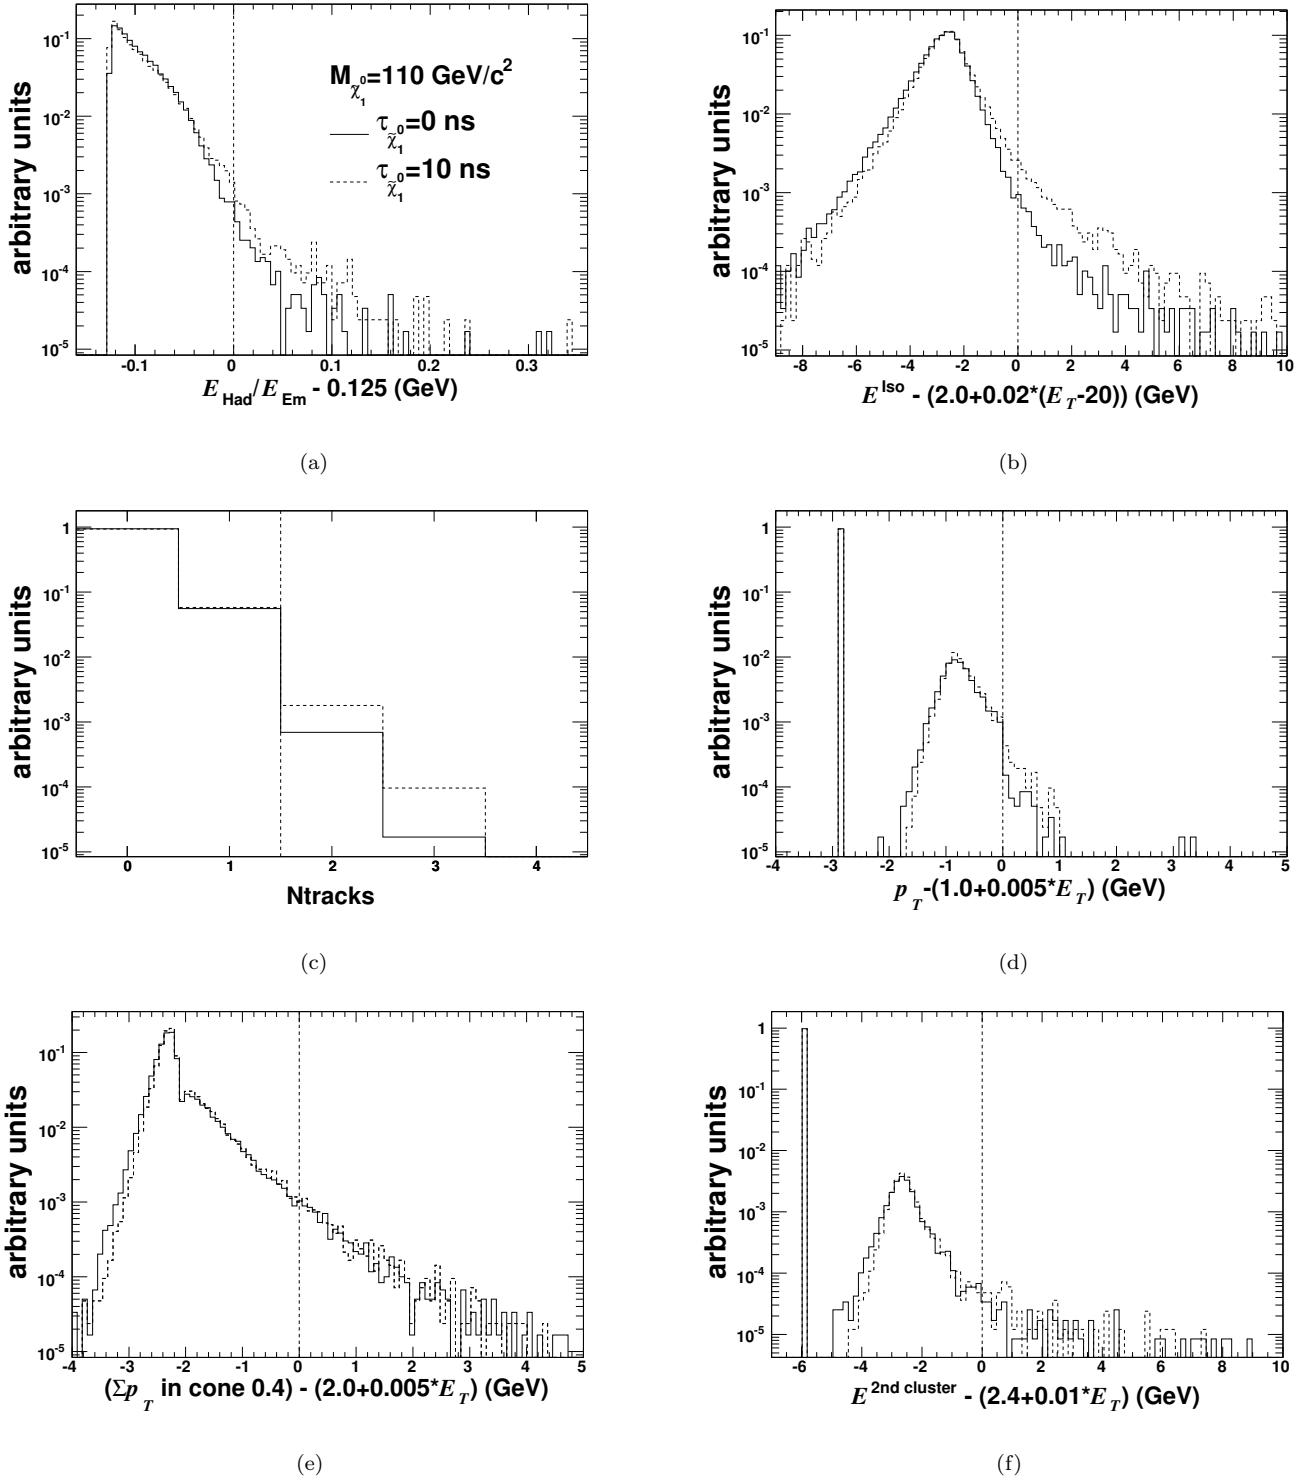 arbitrary units
10⁻¹
10⁻²
10⁻³
10⁻⁴
10⁻⁵
M_χ̃₁⁰=110 GeV/c²
τ_χ̃₁⁰=0 ns
τ_χ̃₁⁰=10 ns
-0.1 0 0.1 0.2 0.3
E_Had/E_Em - 0.125 (GeV)
(a)
arbitrary units
10⁻¹
10⁻²
10⁻³
10⁻⁴
10⁻⁵
-8 -6 -4 -2 0 2 4 6 8 10
E^Iso - (2.0+0.02*(E_T-20)) (GeV)
(b)
arbitrary units
1
10⁻¹
10⁻²
10⁻³
10⁻⁴
10⁻⁵
0 1 2 3 4
Ntracks
(c)
arbitrary units
1
10⁻¹
10⁻²
10⁻³
10⁻⁴
10⁻⁵
-4 -3 -2 -1 0 1 2 3 4 5
p_T-(1.0+0.005*E_T) (GeV)
(d)
arbitrary units
10⁻¹
10⁻²
10⁻³
10⁻⁴
10⁻⁵
-4 -3 -2 -1 0 1 2 3 4 5
(Σp_T in cone 0.4) - (2.0+0.005*E_T) (GeV)
(e)
arbitrary units
1
10⁻¹
10⁻²
10⁻³
10⁻⁴
10⁻⁵
-6 -4 -2 0 2 4 6 8 10
E^2nd cluster - (2.4+0.01*E_T) (GeV)
(f)